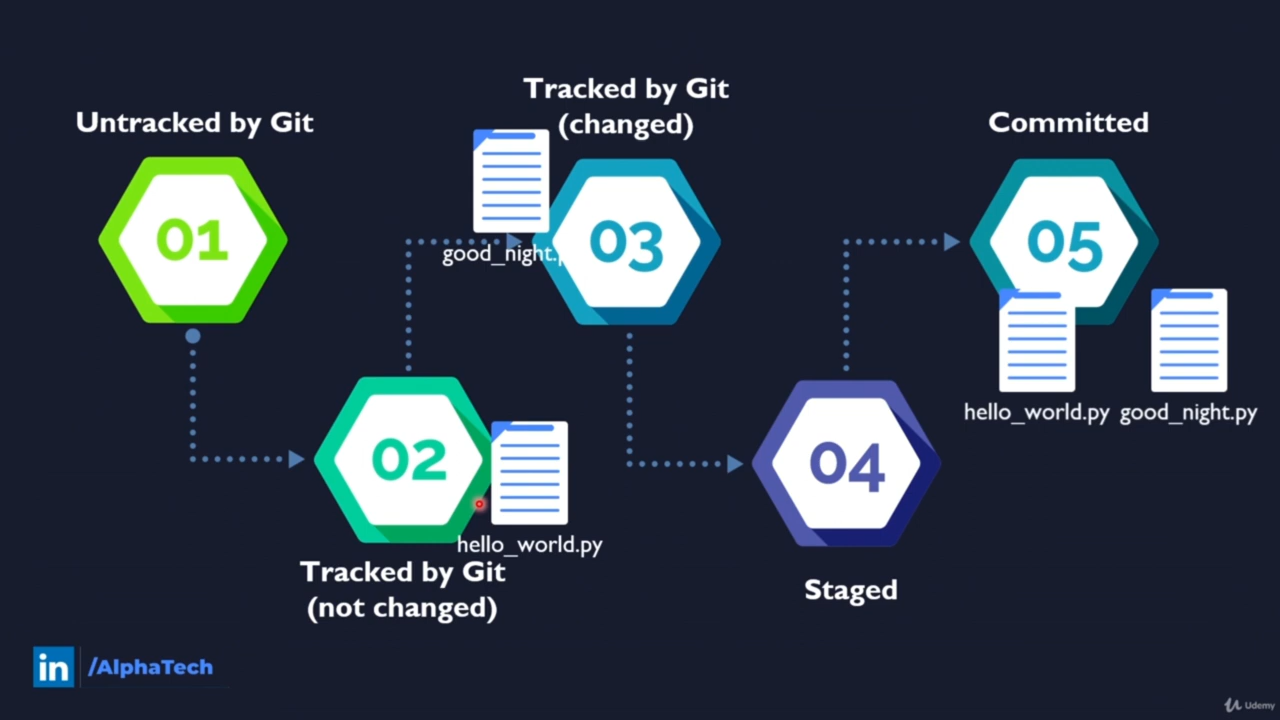 Untracked by Git
01
Tracked by Git
(changed)
good_night.p
03
Committed
05
hello_world.py
good_night.py
02
hello_world.py
Tracked by Git
(not changed)
04
Staged
in
/AlphaTech
Udemy